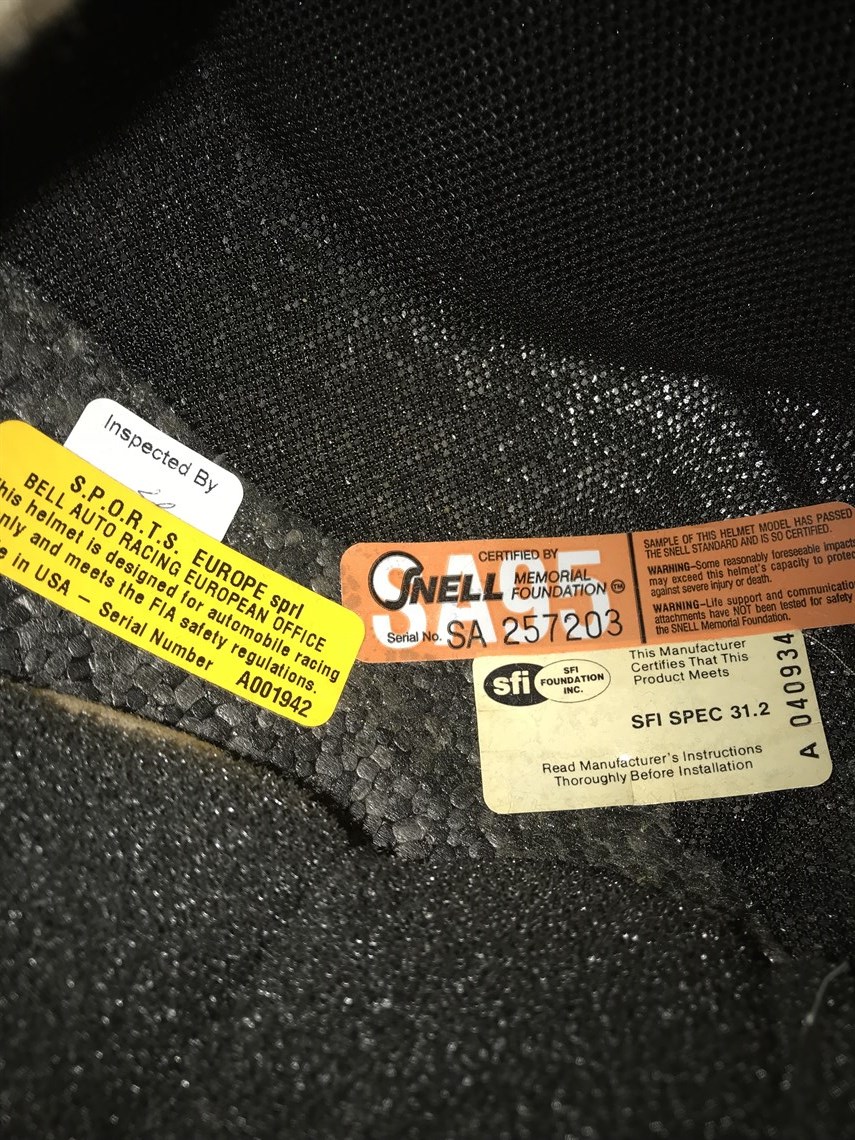 Inspected By
S.P.O.R.T.S. EUROPE sprl
BELL AUTO RACING EUROPEAN OFFICE
his helmet is designed for automobile racing
nly and meets the FIA safety regulations.
e in USA – Serial Number A001942
SA95
CERTIFIED BY
SNELL MEMORIAL
FOUNDATION™
Serial No. SA 257203
SAMPLE OF THIS HELMET MODEL HAS PASSED
THE SNELL STANDARD AND IS SO CERTIFIED.
WARNING–Some reasonably foreseeable impacts
may exceed this helmet's capacity to protec
against severe injury or death.
WARNING–Life support and communicatio
attachments have NOT been tested for safety
the SNELL Memorial Foundation.
sfi SFI
FOUNDATION
INC.
This Manufacturer
Certifies That This
Product Meets
SFI SPEC 31.2
Read Manufacturer's Instructions
Thoroughly Before Installation
A 040934